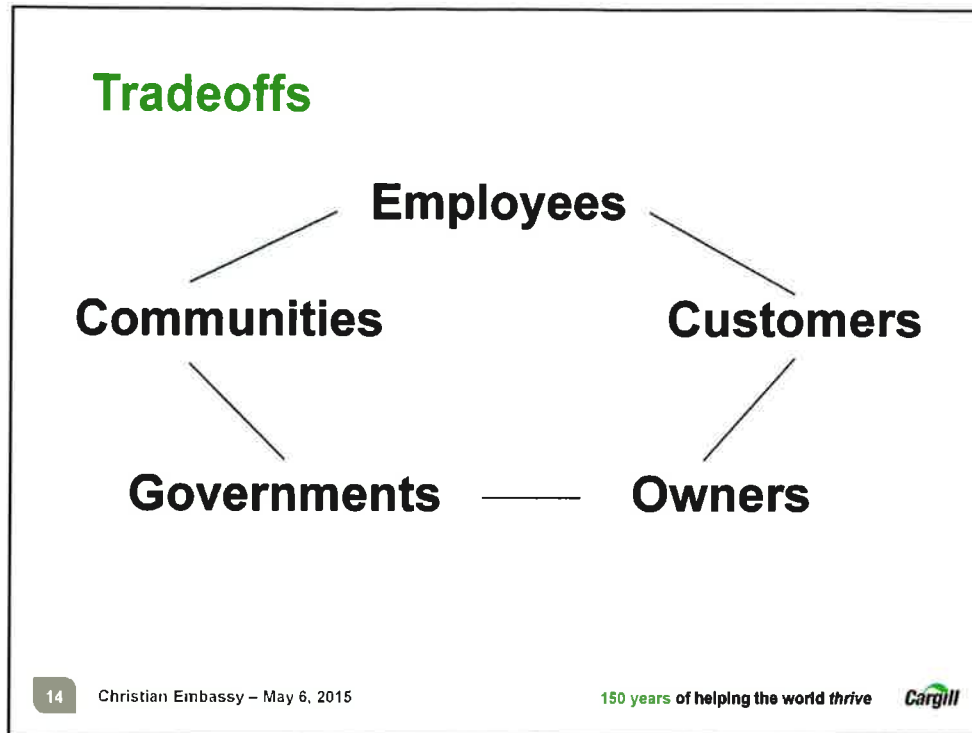 Tradeoffs
Employees
Communities
Customers
Governments
Owners
14
Christian Embassy – May 6, 2015
150 years of helping the world thrive
Cargill